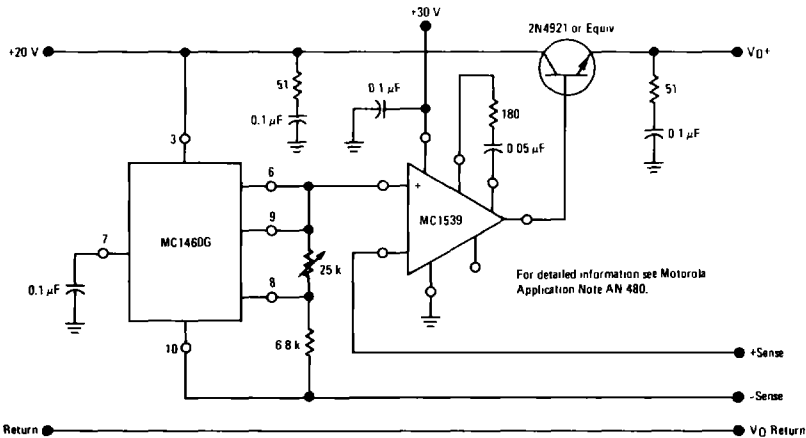 +30 V
2N4921 or Equiv
+20 V
VO+
51
0.1 µF
0 1 µF
180
0 05 µF
51
0 1 µF
3
6
+
MC1460G
9
MC1539
7
25 k
8
For detailed information see Motorola
Application Note AN 480.
0.1 µF
6 8 k
10
+Sense
-Sense
Return
VO Return